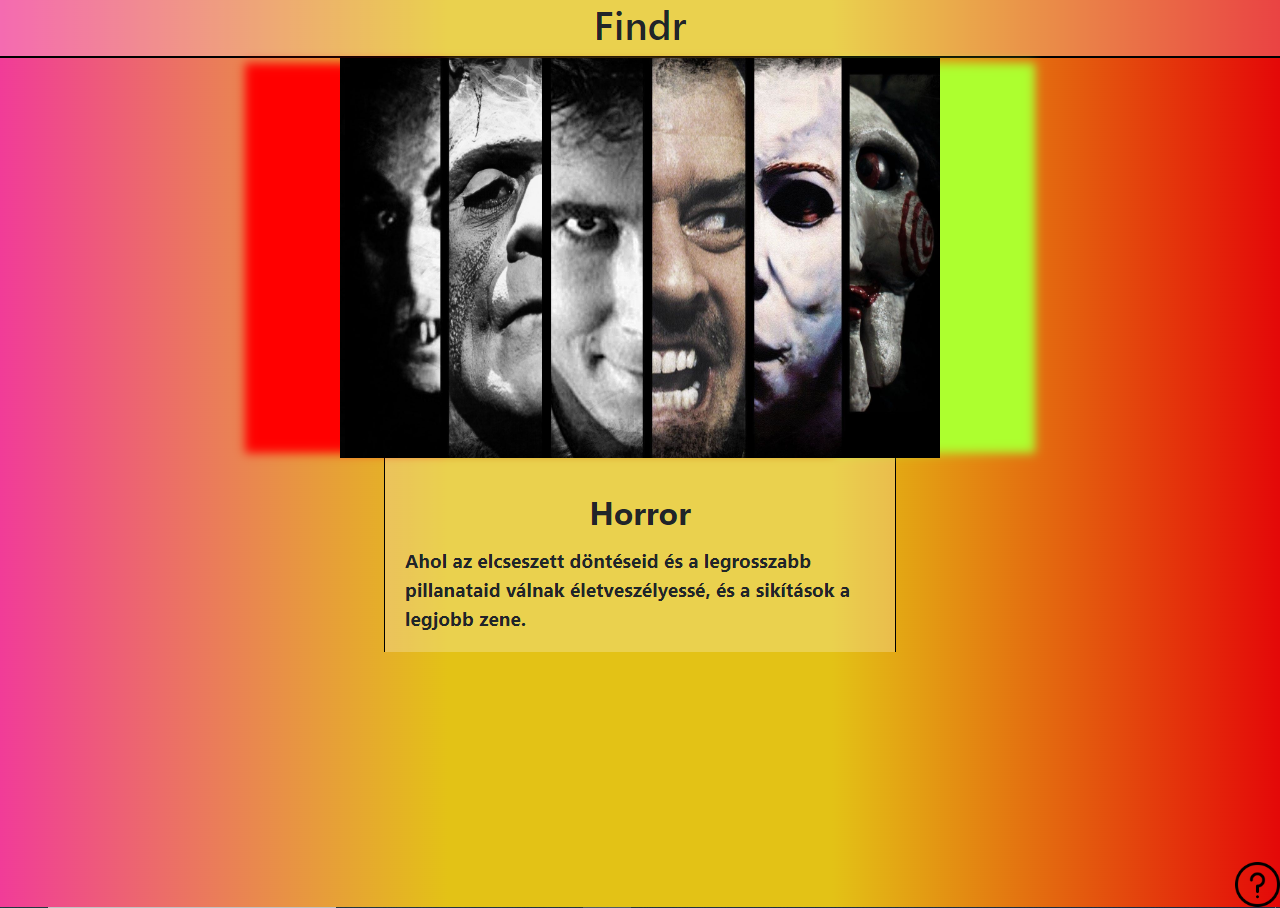 Findr
Horror
Ahol az elcseszett döntéseid és a legrosszabb
pillanataid válnak életveszélyessé, és a sikítások a
legjobb zene.
?